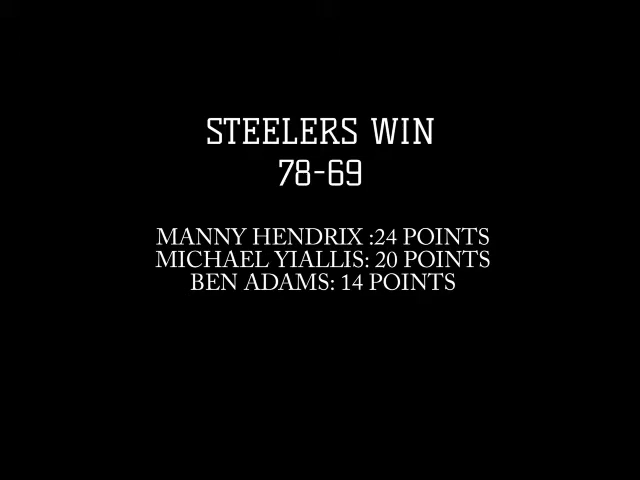 STEELERS WIN
78-69
MANNY HENDRIX :24 POINTS
MICHAEL YIALLIS: 20 POINTS
BEN ADAMS: 14 POINTS